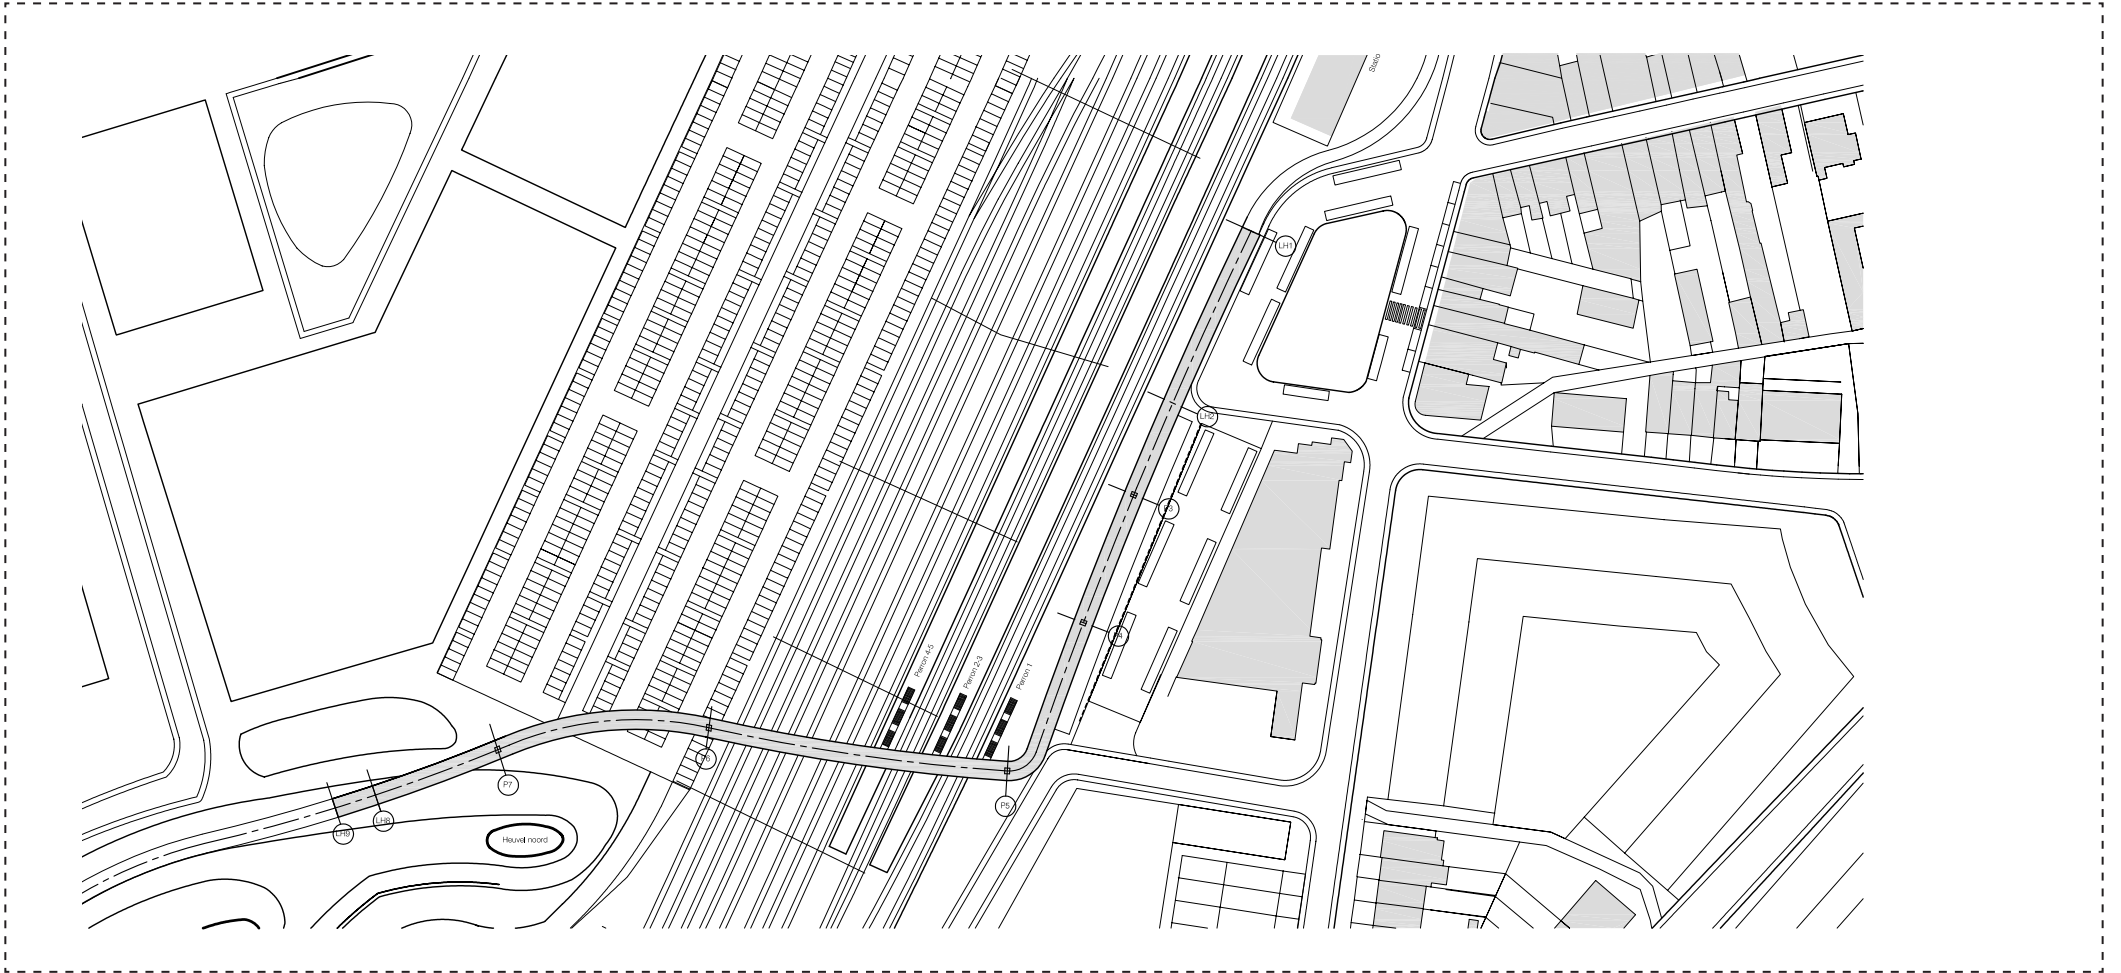 Statio
LH1
LH2
P3
P4
Perron 4-5
Perron 2-3
Perron 1
P6
P7
P5
LH8
LH9
Heuvel noord